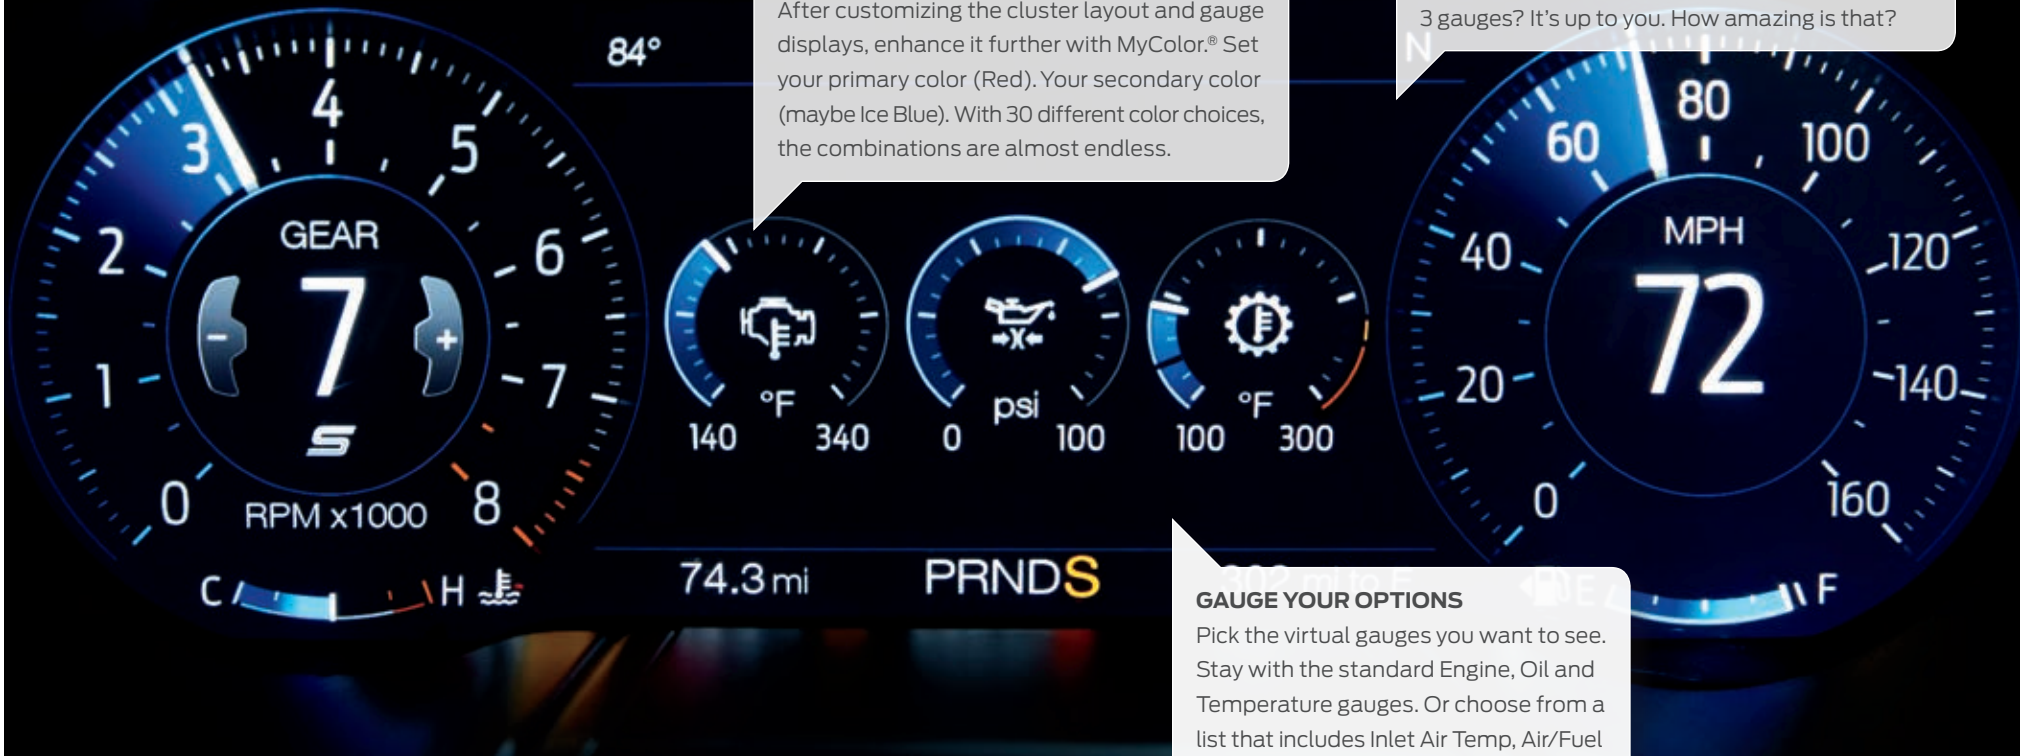 After customizing the cluster layout and gauge
displays, enhance it further with MyColor.® Set
your primary color (Red). Your secondary color
(maybe Ice Blue). With 30 different color choices,
the combinations are almost endless.
3 gauges? It’s up to you. How amazing is that?
84°
N
0
1
2
3
4
5
6
7
8
GEAR
-
7
+
S
RPM x1000
C
H
°F
140
340
psi
0
100
°F
100
300
0
20
40
60
80
100
120
140
160
MPH
72
E
F
74.3 mi
PRNDS
302 mi to E
GAUGE YOUR OPTIONS
Pick the virtual gauges you want to see.
Stay with the standard Engine, Oil and
Temperature gauges. Or choose from a
list that includes Inlet Air Temp, Air/Fuel